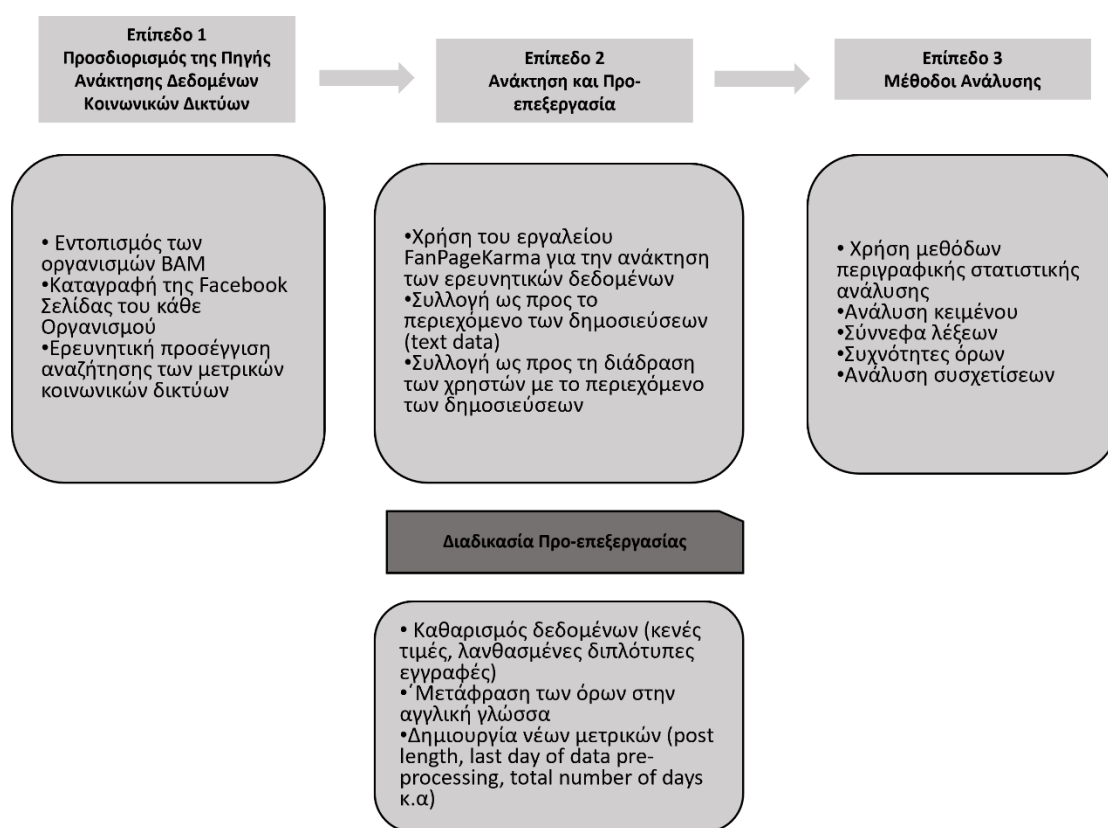 Επίπεδο 1
Προσδιορισμός της Πηγής
Ανάκτησης Δεδομένων
Κοινωνικών Δικτύων
Επίπεδο 2
Ανάκτηση και Προ-
επεξεργασία
Επίπεδο 3
Μέθοδοι Ανάλυσης
• Εντοπισμός των
οργανισμών BAM
•Καταγραφή της Facebook
Σελίδας του κάθε
Οργανισμού
•Ερευνητική προσέγγιση
αναζήτησης των μετρικών
κοινωνικών δικτύων
•Χρήση του εργαλείου
FanPageKarma για την ανάκτηση
των ερευνητικών δεδομένων
•Συλλογή ως προς το
περιεχόμενο των δημοσιεύσεων
(text data)
•Συλλογή ως προς τη διάδραση
των χρηστών με το περιεχόμενο
των δημοσιεύσεων
• Χρήση μεθόδων
περιγραφικής στατιστικής
ανάλυσης
•Ανάλυση κειμένου
•Σύννεφα λέξεων
•Συχνότητες όρων
•Ανάλυση συσχετίσεων
Διαδικασία Προ-επεξεργασίας
• Καθαρισμός δεδομένων (κενές
τιμές, λανθασμένες διπλότυπες
εγγραφές)
•΄Μετάφραση των όρων στην
αγγλική γλώσσα
•Δημιουργία νέων μετρικών (post
length, last day of data pre-
processing, total number of days
κ.α)